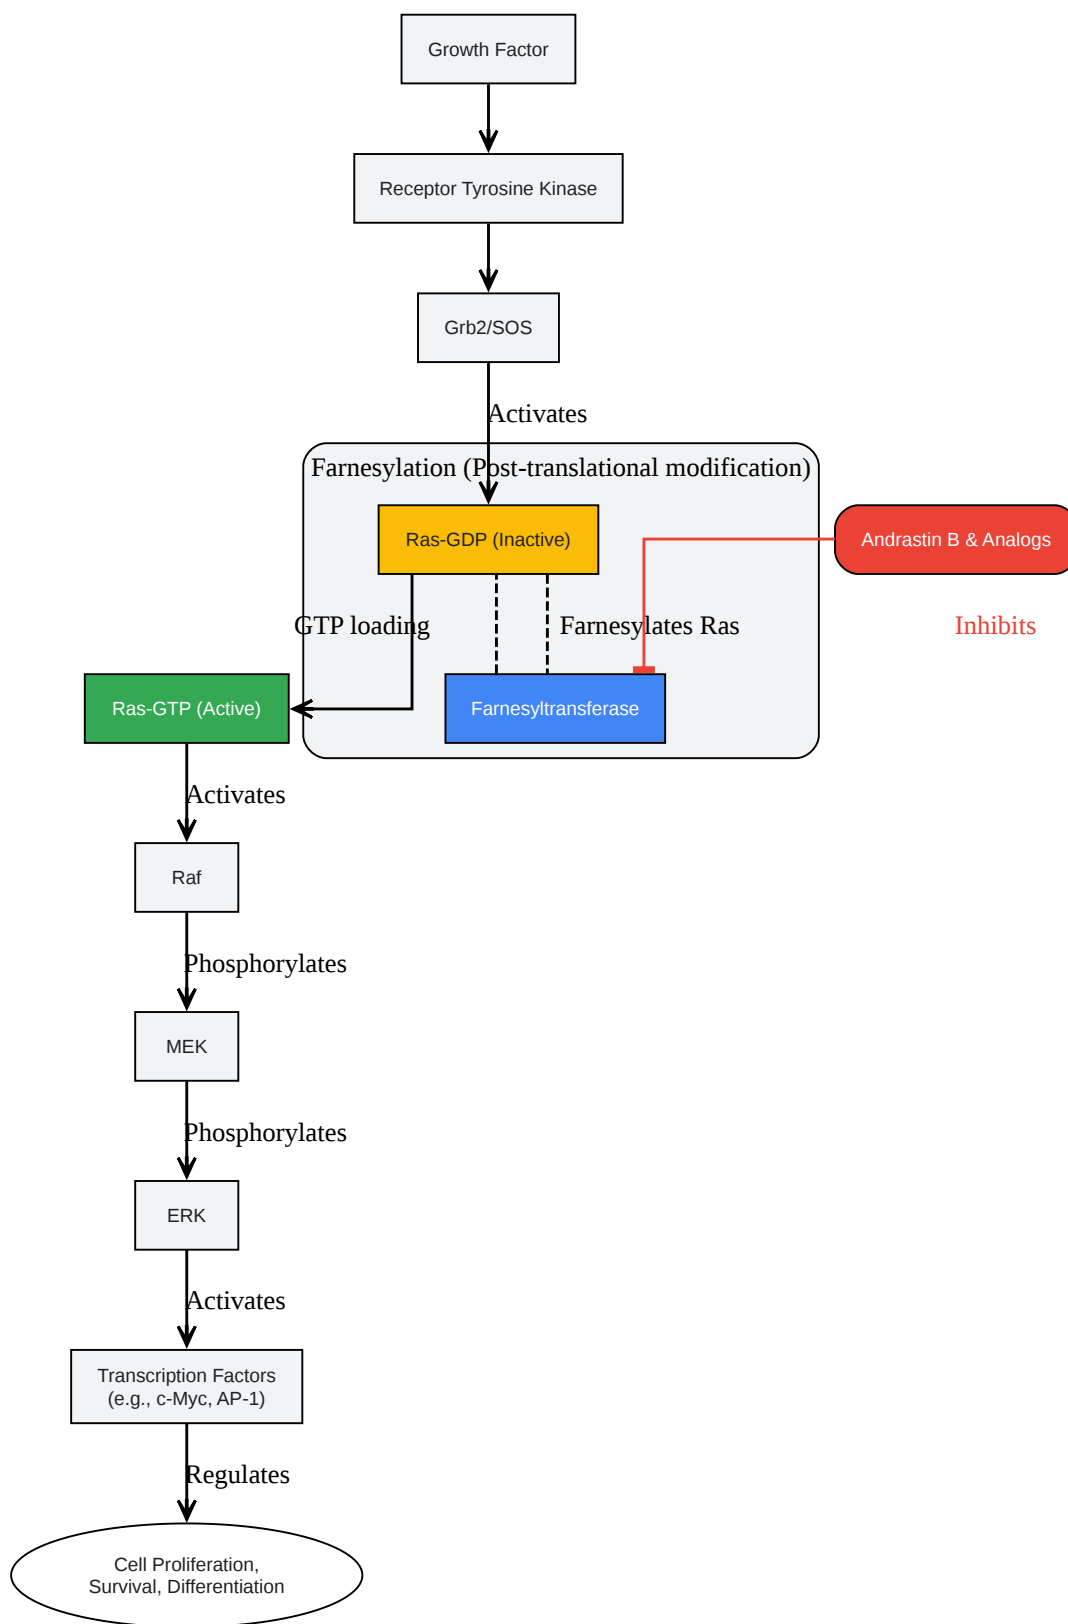 Growth Factor
Receptor Tyrosine Kinase
Grb2/SOS
Activates
Farnesylation (Post-translational modification)
Ras-GDP (Inactive)
Andrastin B & Analogs
GTP loading
Farnesylates Ras
Inhibits
Ras-GTP (Active)
Farnesyltransferase
Activates
Raf
Phosphorylates
MEK
Phosphorylates
ERK
Activates
Transcription Factors
(e.g., c-Myc, AP-1)
Regulates
Cell Proliferation,
Survival, Differentiation